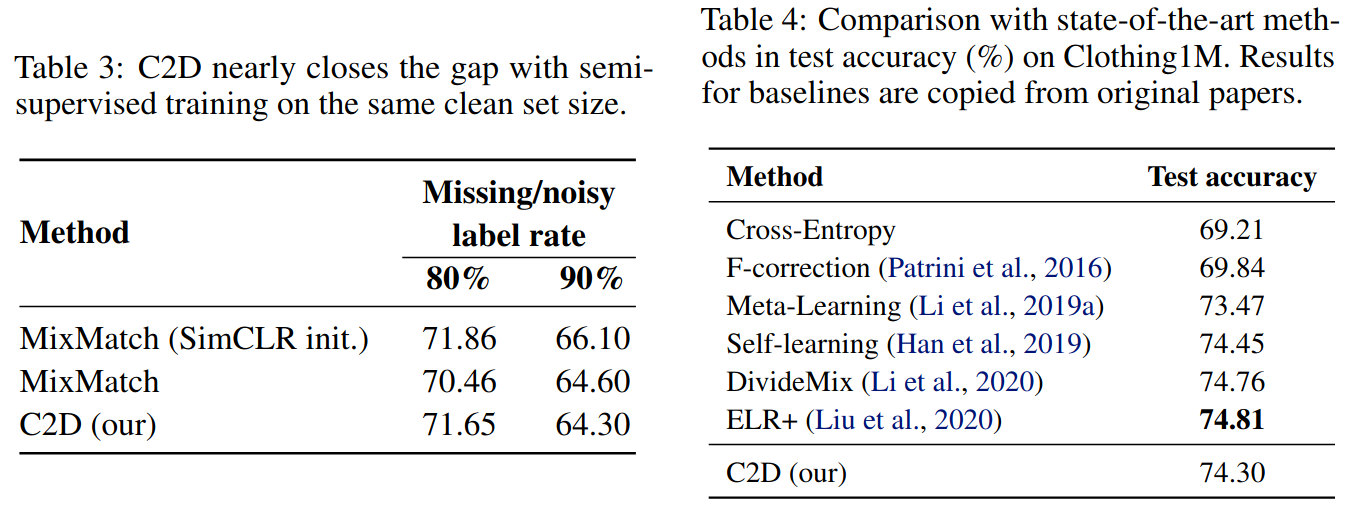 Table 3: C2D nearly closes the gap with semi-
supervised training on the same clean set size.
Method
Missing/noisy
label rate
80% 90%
MixMatch (SimCLR init.) 71.86 66.10
MixMatch 70.46 64.60
C2D (our) 71.65 64.30
Table 4: Comparison with state-of-the-art meth-
ods in test accuracy (%) on Clothing1M. Results
for baselines are copied from original papers.
Method Test accuracy
Cross-Entropy 69.21
F-correction (Patrini et al., 2016) 69.84
Meta-Learning (Li et al., 2019a) 73.47
Self-learning (Han et al., 2019) 74.45
DivideMix (Li et al., 2020) 74.76
ELR+ (Liu et al., 2020) 74.81
C2D (our) 74.30